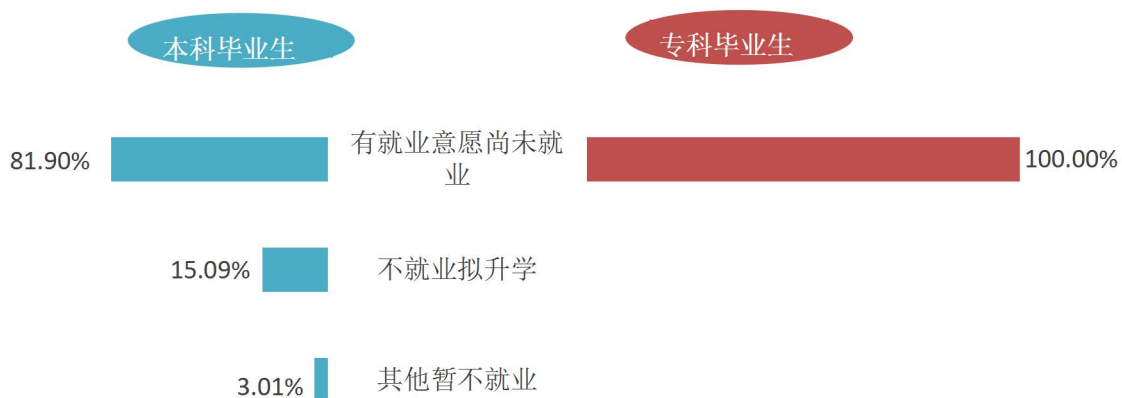 本科毕业生
专科毕业生
81.90%
有就业意愿尚未就
业
100.00%
15.09%
不就业拟升学
3.01%
其他暂不就业